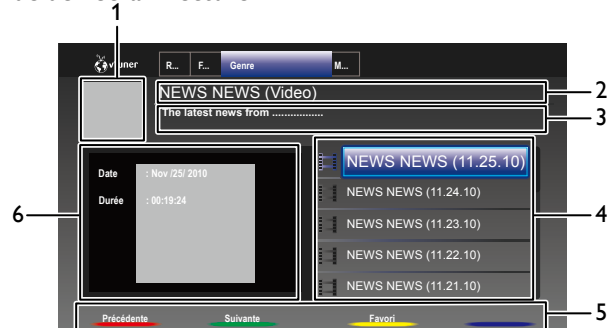 1
vTuner
R... F... Genre M...
NEWS NEWS (Video)
2
The latest news from .................
3
NEWS NEWS (11.25.10)
Date : Nov /25/ 2010
NEWS NEWS (11.24.10)
Durée : 00:19:24
6
4
NEWS NEWS (11.23.10)
NEWS NEWS (11.22.10)
NEWS NEWS (11.21.10)
5
Précédente Suivante Favori